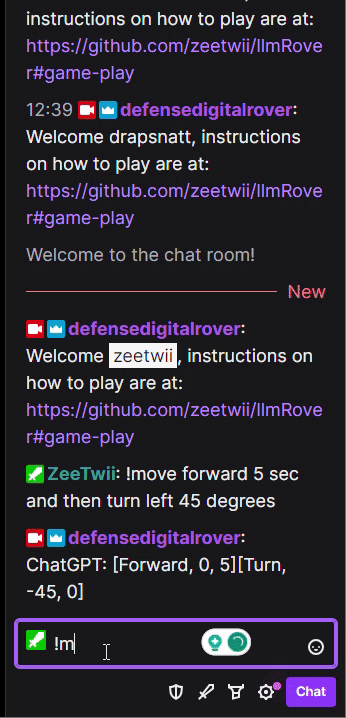 instructions on how to play are at:
https://github.com/zeetwii/llmRove
r#game-play
12:39 defensedigitalrover:
Welcome drapsnatt, instructions
on how to play are at:
https://github.com/zeetwii/llmRove
r#game-play
Welcome to the chat room!
New
defensedigitalrover:
Welcome zeetwii, instructions on
how to play are at:
https://github.com/zeetwii/llmRove
r#game-play
ZeeTwii: !move forward 5 sec
and then turn left 45 degrees
defensedigitalrover:
ChatGPT: [Forward, 0, 5][Turn,
-45, 0]
!m
Chat